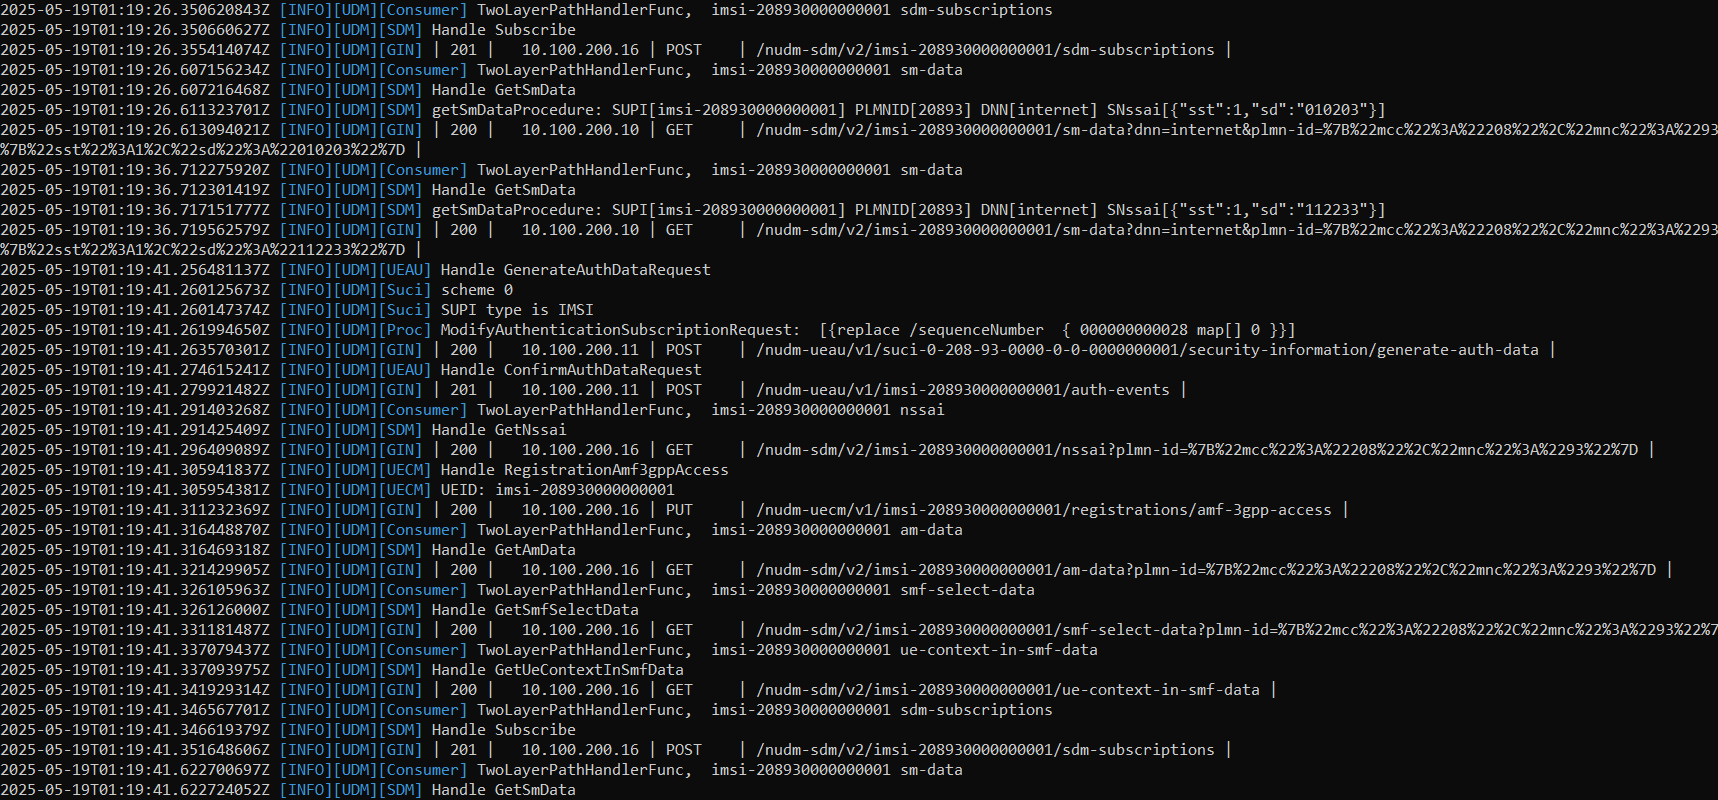 2025-05-19T01:19:26.350620843Z [INFO][UDM][Consumer] TwoLayerPathHandlerFunc,  imsi-208930000000001 sdm-subscriptions
2025-05-19T01:19:26.350660627Z [INFO][UDM][SDM] Handle Subscribe
2025-05-19T01:19:26.355414074Z [INFO][UDM][GIN] | 201 |   10.100.200.16 | POST    | /nudm-sdm/v2/imsi-208930000000001/sdm-subscriptions |
2025-05-19T01:19:26.607156234Z [INFO][UDM][Consumer] TwoLayerPathHandlerFunc,  imsi-208930000000001 sm-data
2025-05-19T01:19:26.607216468Z [INFO][UDM][SDM] Handle GetSmData
2025-05-19T01:19:26.611323701Z [INFO][UDM][SDM] getSmDataProcedure: SUPI[imsi-208930000000001] PLMNID[20893] DNN[internet] SNssai[{"sst":1,"sd":"010203"}]
2025-05-19T01:19:26.613094021Z [INFO][UDM][GIN] | 200 |   10.100.200.10 | GET     | /nudm-sdm/v2/imsi-208930000000001/sm-data?dnn=internet&plmn-id=%7B%22mcc%22%3A%22208%22%2C%22mnc%22%3A%2293
%7B%22sst%22%3A1%2C%22sd%22%3A%22010203%22%7D |
2025-05-19T01:19:36.712275920Z [INFO][UDM][Consumer] TwoLayerPathHandlerFunc,  imsi-208930000000001 sm-data
2025-05-19T01:19:36.712301419Z [INFO][UDM][SDM] Handle GetSmData
2025-05-19T01:19:36.717151777Z [INFO][UDM][SDM] getSmDataProcedure: SUPI[imsi-208930000000001] PLMNID[20893] DNN[internet] SNssai[{"sst":1,"sd":"112233"}]
2025-05-19T01:19:36.719562579Z [INFO][UDM][GIN] | 200 |   10.100.200.10 | GET     | /nudm-sdm/v2/imsi-208930000000001/sm-data?dnn=internet&plmn-id=%7B%22mcc%22%3A%22208%22%2C%22mnc%22%3A%2293
%7B%22sst%22%3A1%2C%22sd%22%3A%22112233%22%7D |
2025-05-19T01:19:41.256481137Z [INFO][UDM][UEAU] Handle GenerateAuthDataRequest
2025-05-19T01:19:41.260125673Z [INFO][UDM][Suci] scheme 0
2025-05-19T01:19:41.260147374Z [INFO][UDM][Suci] SUPI type is IMSI
2025-05-19T01:19:41.261994650Z [INFO][UDM][Proc] ModifyAuthenticationSubscriptionRequest:  [{replace /sequenceNumber  { 000000000028 map[] 0 }}]
2025-05-19T01:19:41.263570301Z [INFO][UDM][GIN] | 200 |   10.100.200.11 | POST    | /nudm-ueau/v1/suci-0-208-93-0000-0-0-0000000001/security-information/generate-auth-data |
2025-05-19T01:19:41.274615241Z [INFO][UDM][UEAU] Handle ConfirmAuthDataRequest
2025-05-19T01:19:41.279921482Z [INFO][UDM][GIN] | 201 |   10.100.200.11 | POST    | /nudm-ueau/v1/imsi-208930000000001/auth-events |
2025-05-19T01:19:41.291403268Z [INFO][UDM][Consumer] TwoLayerPathHandlerFunc,  imsi-208930000000001 nssai
2025-05-19T01:19:41.291425409Z [INFO][UDM][SDM] Handle GetNssai
2025-05-19T01:19:41.296409089Z [INFO][UDM][GIN] | 200 |   10.100.200.16 | GET     | /nudm-sdm/v2/imsi-208930000000001/nssai?plmn-id=%7B%22mcc%22%3A%22208%22%2C%22mnc%22%3A%2293%22%7D |
2025-05-19T01:19:41.305941837Z [INFO][UDM][UECM] Handle RegistrationAmf3gppAccess
2025-05-19T01:19:41.305954381Z [INFO][UDM][UECM] UEID: imsi-208930000000001
2025-05-19T01:19:41.311232369Z [INFO][UDM][GIN] | 200 |   10.100.200.16 | PUT     | /nudm-uecm/v1/imsi-208930000000001/registrations/amf-3gpp-access |
2025-05-19T01:19:41.316448870Z [INFO][UDM][Consumer] TwoLayerPathHandlerFunc,  imsi-208930000000001 am-data
2025-05-19T01:19:41.316469318Z [INFO][UDM][SDM] Handle GetAmData
2025-05-19T01:19:41.321429905Z [INFO][UDM][GIN] | 200 |   10.100.200.16 | GET     | /nudm-sdm/v2/imsi-208930000000001/am-data?plmn-id=%7B%22mcc%22%3A%22208%22%2C%22mnc%22%3A%2293%22%7D |
2025-05-19T01:19:41.326105963Z [INFO][UDM][Consumer] TwoLayerPathHandlerFunc,  imsi-208930000000001 smf-select-data
2025-05-19T01:19:41.326126000Z [INFO][UDM][SDM] Handle GetSmfSelectData
2025-05-19T01:19:41.331181487Z [INFO][UDM][GIN] | 200 |   10.100.200.16 | GET     | /nudm-sdm/v2/imsi-208930000000001/smf-select-data?plmn-id=%7B%22mcc%22%3A%22208%22%2C%22mnc%22%3A%2293%22%7
2025-05-19T01:19:41.337079437Z [INFO][UDM][Consumer] TwoLayerPathHandlerFunc,  imsi-208930000000001 ue-context-in-smf-data
2025-05-19T01:19:41.337093975Z [INFO][UDM][SDM] Handle GetUeContextInSmfData
2025-05-19T01:19:41.341929314Z [INFO][UDM][GIN] | 200 |   10.100.200.16 | GET     | /nudm-sdm/v2/imsi-208930000000001/ue-context-in-smf-data |
2025-05-19T01:19:41.346567701Z [INFO][UDM][Consumer] TwoLayerPathHandlerFunc,  imsi-208930000000001 sdm-subscriptions
2025-05-19T01:19:41.346619379Z [INFO][UDM][SDM] Handle Subscribe
2025-05-19T01:19:41.351648606Z [INFO][UDM][GIN] | 201 |   10.100.200.16 | POST    | /nudm-sdm/v2/imsi-208930000000001/sdm-subscriptions |
2025-05-19T01:19:41.622700697Z [INFO][UDM][Consumer] TwoLayerPathHandlerFunc,  imsi-208930000000001 sm-data
2025-05-19T01:19:41.622724052Z [INFO][UDM][SDM] Handle GetSmData